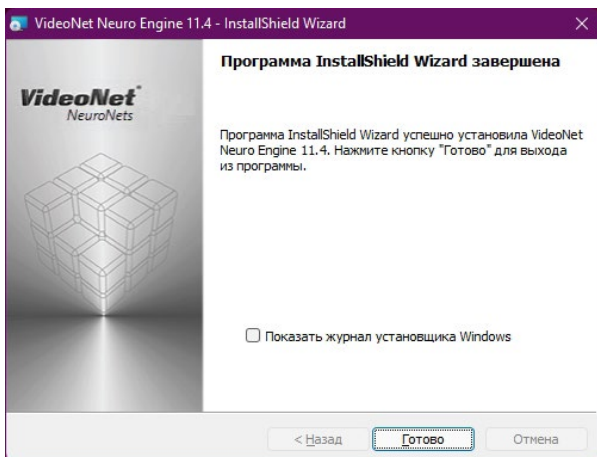 VideoNet Neuro Engine 11.4 - InstallShield Wizard
VideoNet
NeuroNets
Программа InstallShield Wizard завершена
Программа InstallShield Wizard успешно установила VideoNet
Neuro Engine 11.4. Нажмите кнопку "Готово" для выхода
из программы.
Показать журнал установщика Windows
< Назад
Готово
Отмена